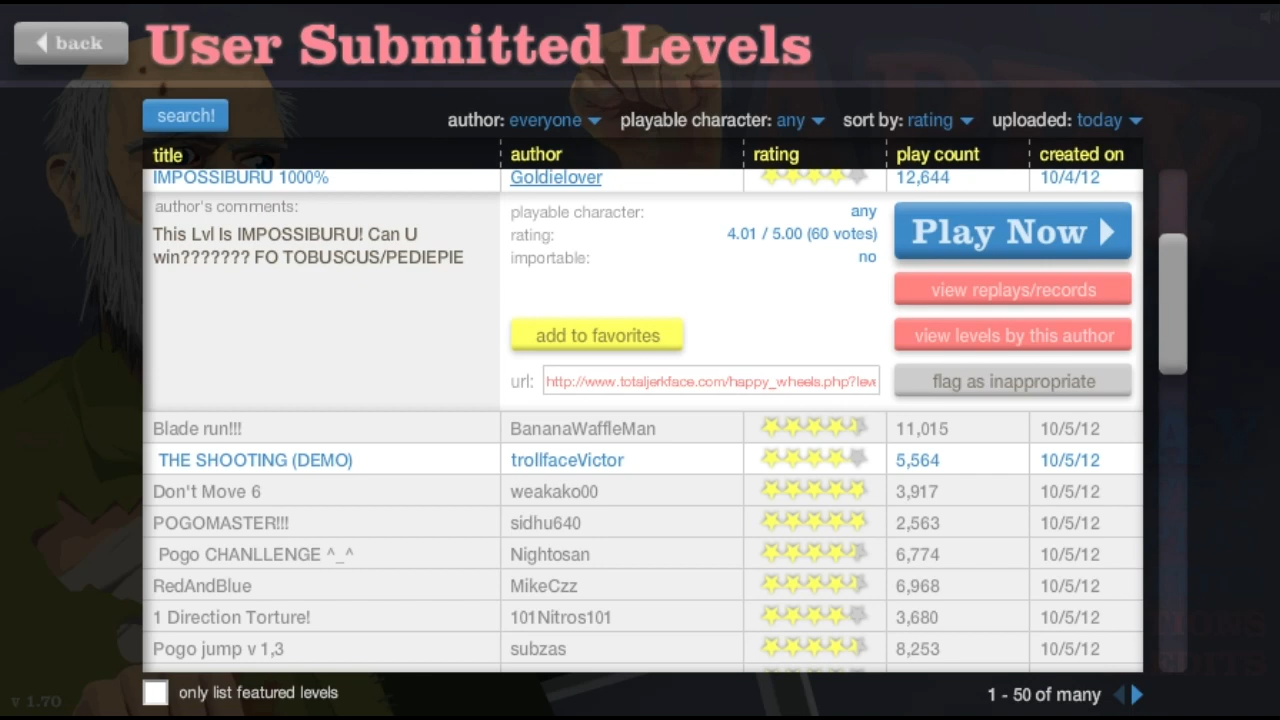 back
User Submitted Levels
search!
author: everyone playable character: any sort by: rating uploaded: today
title author rating play count created on
IMPOSSIBURU 1000% Goldielover 12,644 10/4/12
author's comments:
This Lvl Is IMPOSSIBURU! Can U
win??????? FO TOBUSCUS/PEDIEPIE
playable character: any
rating: 4.01 / 5.00 (60 votes)
importable: no
Play Now
view replays/records
add to favorites
view levels by this author
url: http://www.totaljerkface.com/happy_wheels.php?leve
flag as inappropriate
Blade run!!! BananaWaffleMan 11,015 10/5/12
THE SHOOTING (DEMO) trollfaceVictor 5,564 10/5/12
Don't Move 6 weakako00 3,917 10/5/12
POGOMASTER!!! sidhu640 2,563 10/5/12
Pogo CHANLLENGE ^_^ Nightosan 6,774 10/5/12
RedAndBlue MikeCzz 6,968 10/5/12
1 Direction Torture! 101Nitros101 3,680 10/5/12
Pogo jump v 1,3 subzas 8,253 10/5/12
only list featured levels
1 - 50 of many
v 1.70